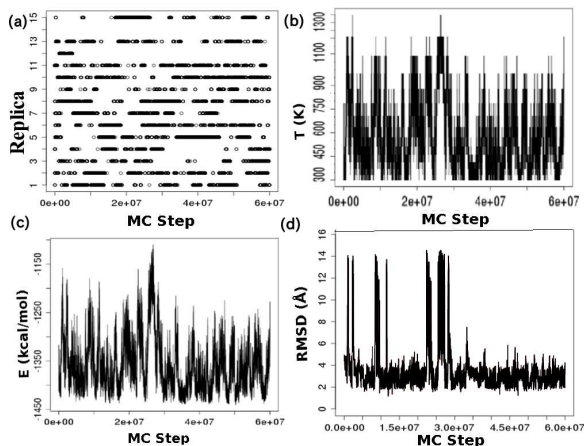 (a)
Replica
15
13
11
9
7
5
3
1
0e+00 2e+07 4e+07 6e+07
MC Step
(b)
T (K)
1300
1100
900
750
600
450
300
0e+00 2e+07 4e+07 6e+07
MC Step
(c)
E (kcal/mol)
-1150
-1250
-1350
-1450
0e+00 2e+07 4e+07 6e+07
MC Step
(d)
RMSD (Å)
16
14
12
10
8
6
4
2
0
0.0e+00 1.5e+07 3.0e+07 4.5e+07 6.0e+07
MC Step